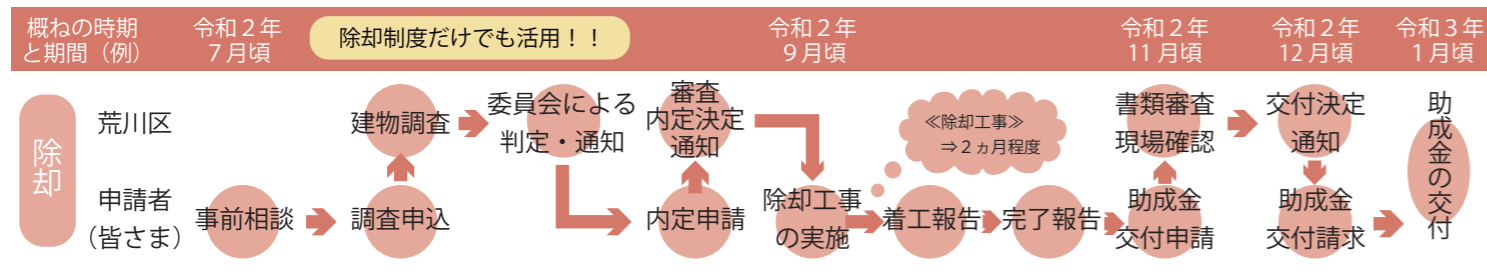 概ねの時期
と期間（例）
令和２年
７月頃
除却制度だけでも活用！！
令和２年
９月頃
令和２年
11月頃
令和２年
12月頃
令和３年
１月頃
除却
荒川区
建物調査
委員会による
判定・通知
審査
内定決定
通知
≪除却工事≫
⇒２ヵ月程度
書類審査
現場確認
交付決定
通知
助成金の交付
申請者
（皆さま）
事前相談
調査申込
内定申請
除却工事
の実施
着工報告
完了報告
助成金
交付申請
助成金
交付請求